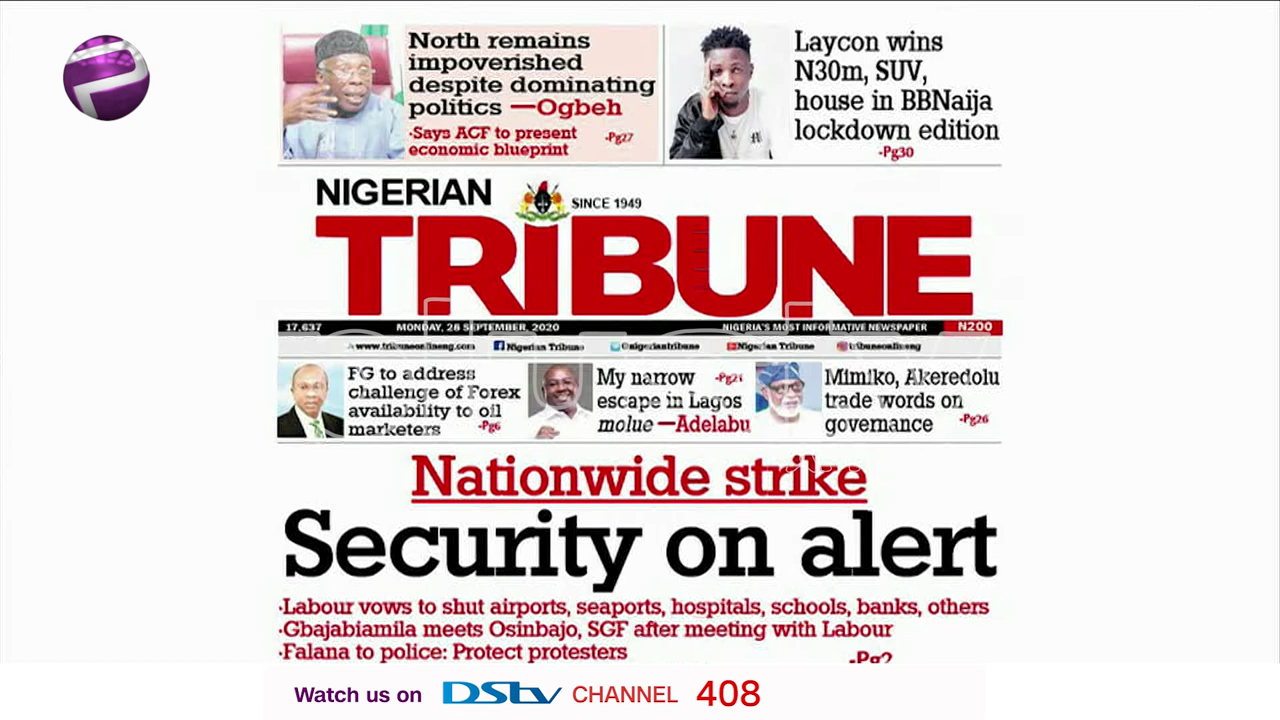 North remains
impoverished
despite dominating
politics —Ogbeh
•Says ACF to present
economic blueprint
-Pg27
Laycon wins
N30m, SUV,
house in BBNaija
lockdown edition
-Pg30
NIGERIAN
SINCE 1949
TRIBUNE
17,637
MONDAY, 28 SEPTEMBER, 2020
NIGERIA'S MOST INFORMATIVE NEWSPAPER
N200
www.tribuneonlineng.com
Nigerian Tribune
@nigeriantribune
Nigerian Tribune
tribuneonlineng
FG to address
challenge of Forex
availability to oil
marketers
-Pg6
My narrow
-Pg21
escape in Lagos
molue —Adelabu
Mimiko, Akeredolu
trade words on
governance
-Pg26
Nationwide strike
Security on alert
•Labour vows to shut airports, seaports, hospitals, schools, banks, others
•Gbajabiamila meets Osinbajo, SGF after meeting with Labour
•Falana to police: Protect protesters
-Pg2
Watch us on DStv CHANNEL 408